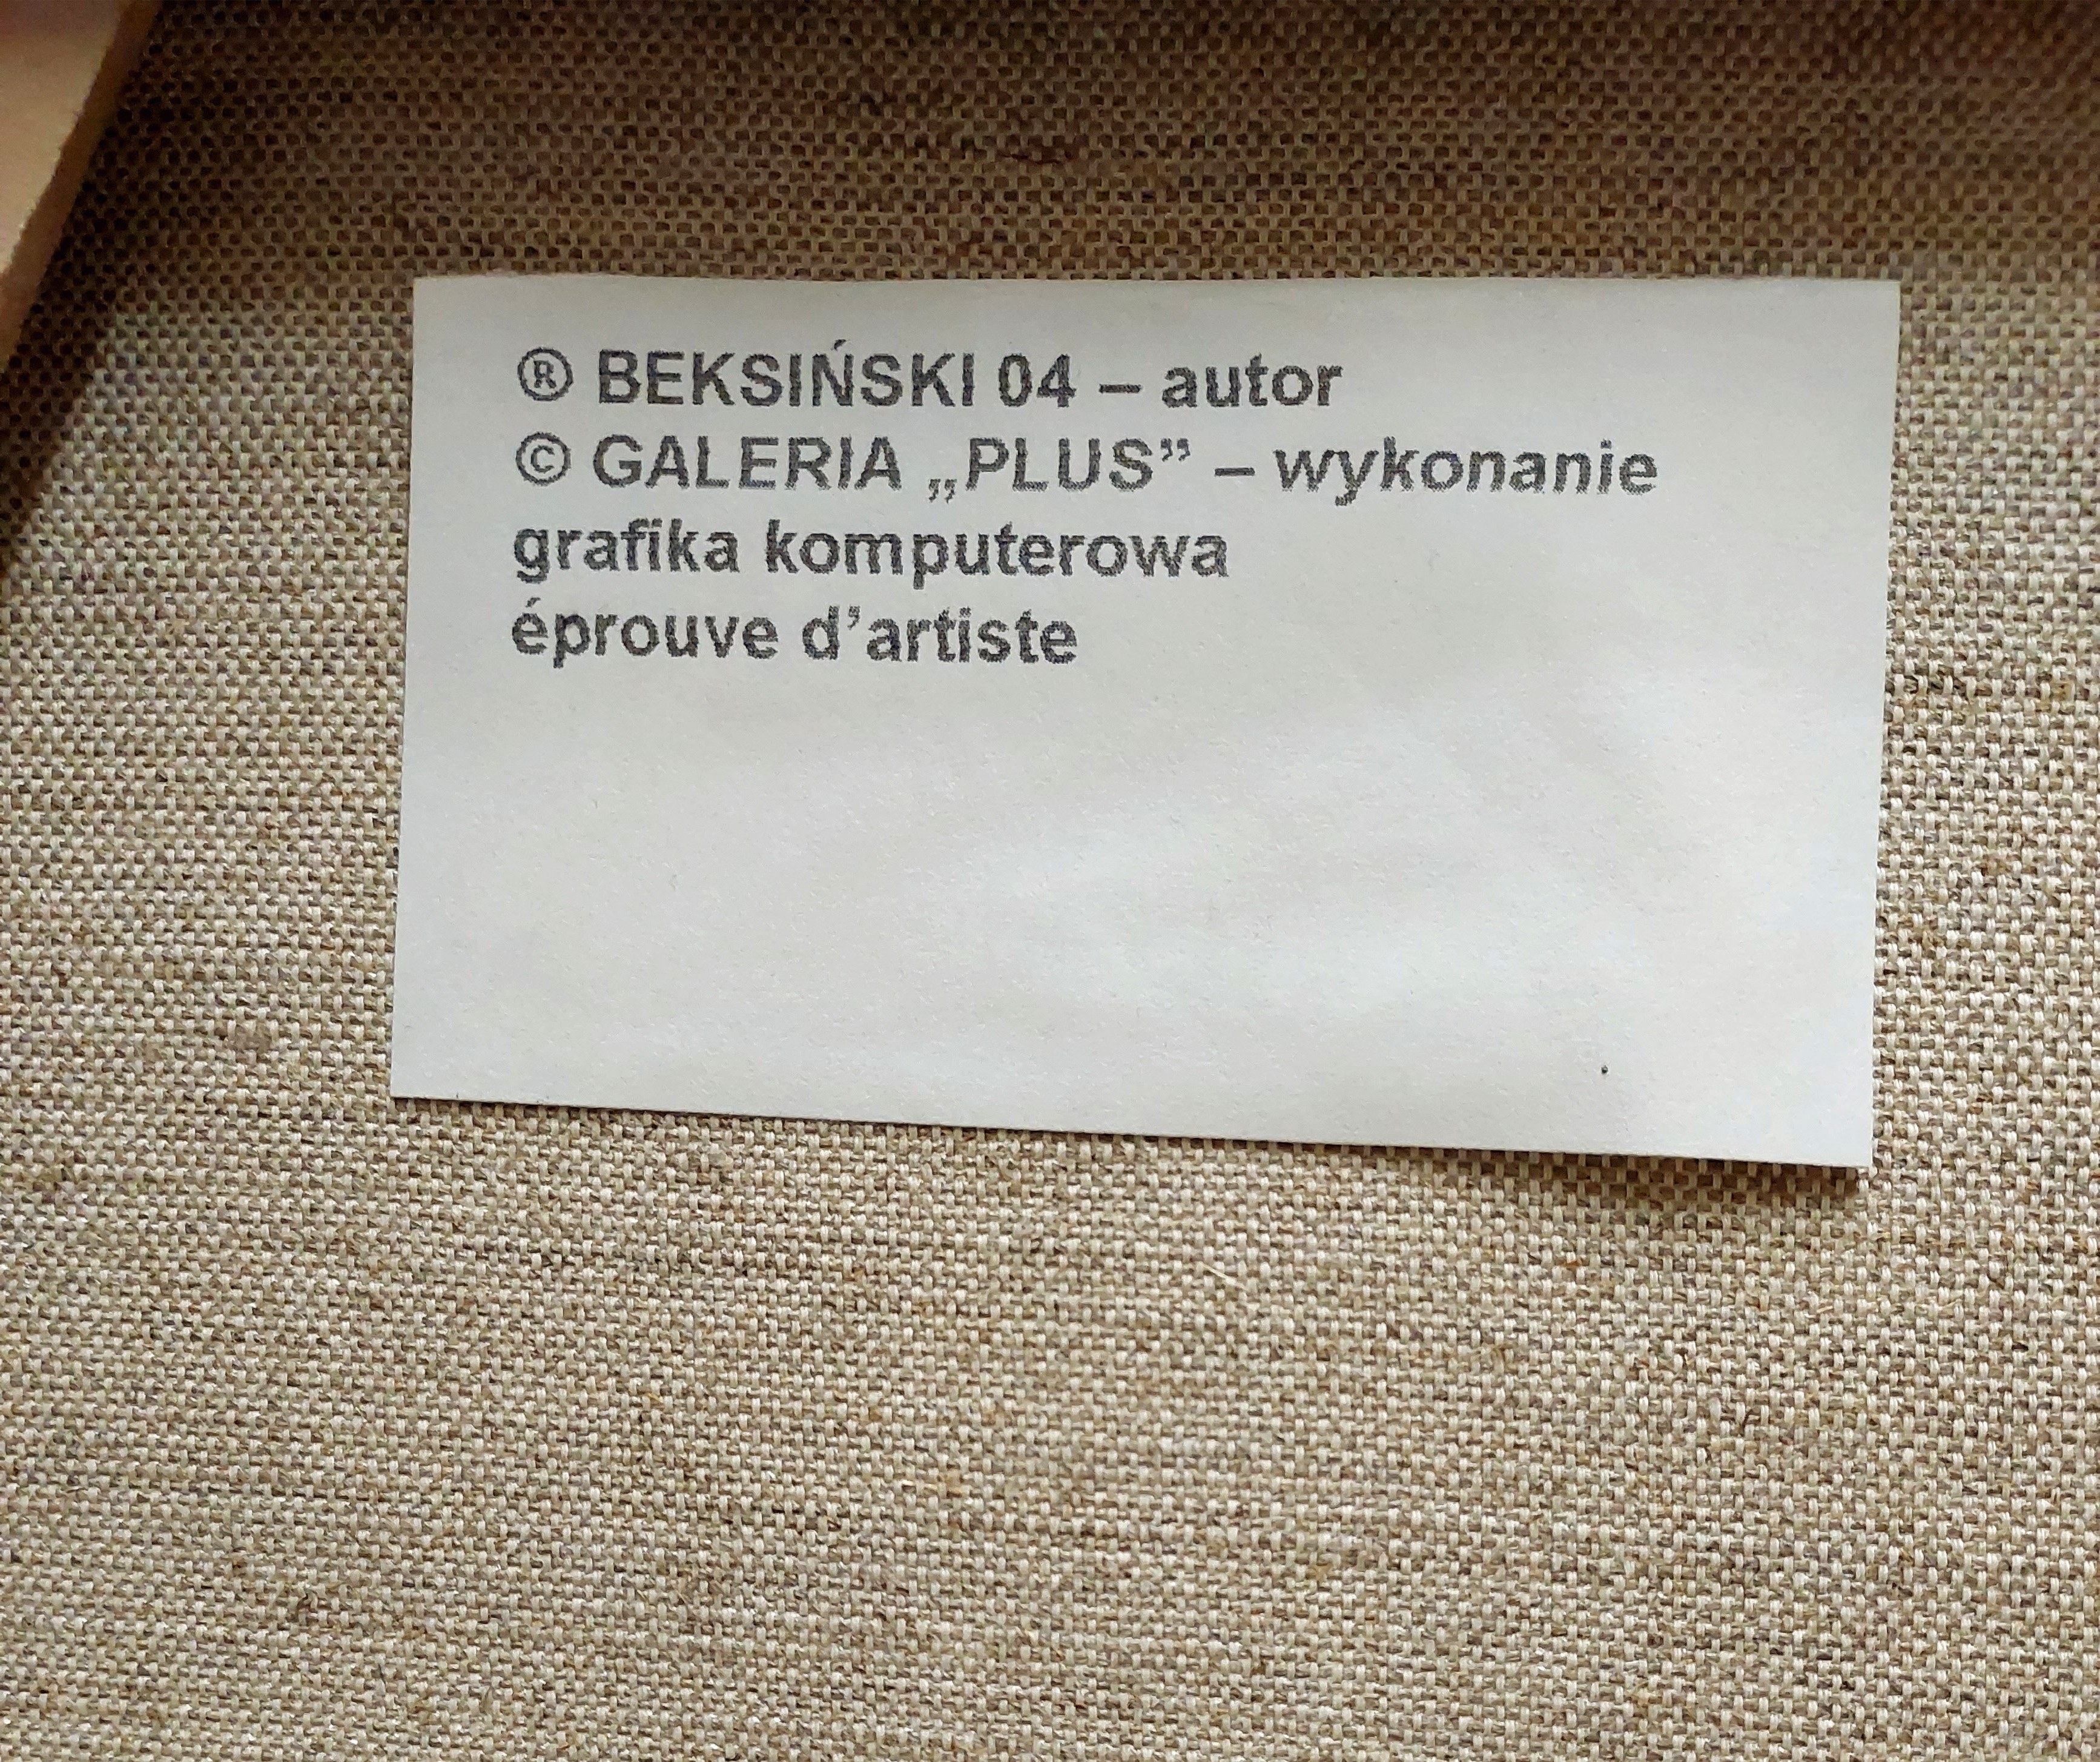 ® BEKSIŃSKI 04 – autor
© GALERIA „PLUS” – wykonanie
grafika komputerowa
éprouve d’artiste